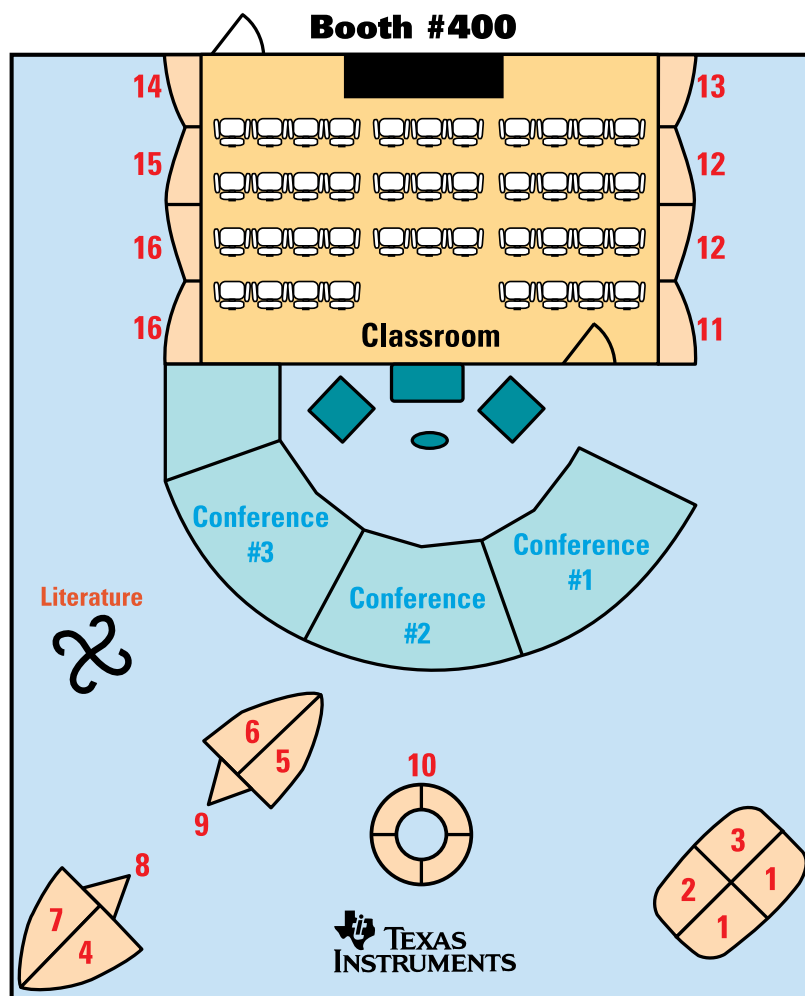 Booth #400
14
13
15
12
16
12
16
11
Classroom
Conference
#3
Conference
#1
Conference
#2
Literature
6
5
10
9
8
3
2
1
1
7
4
TEXAS
INSTRUMENTS